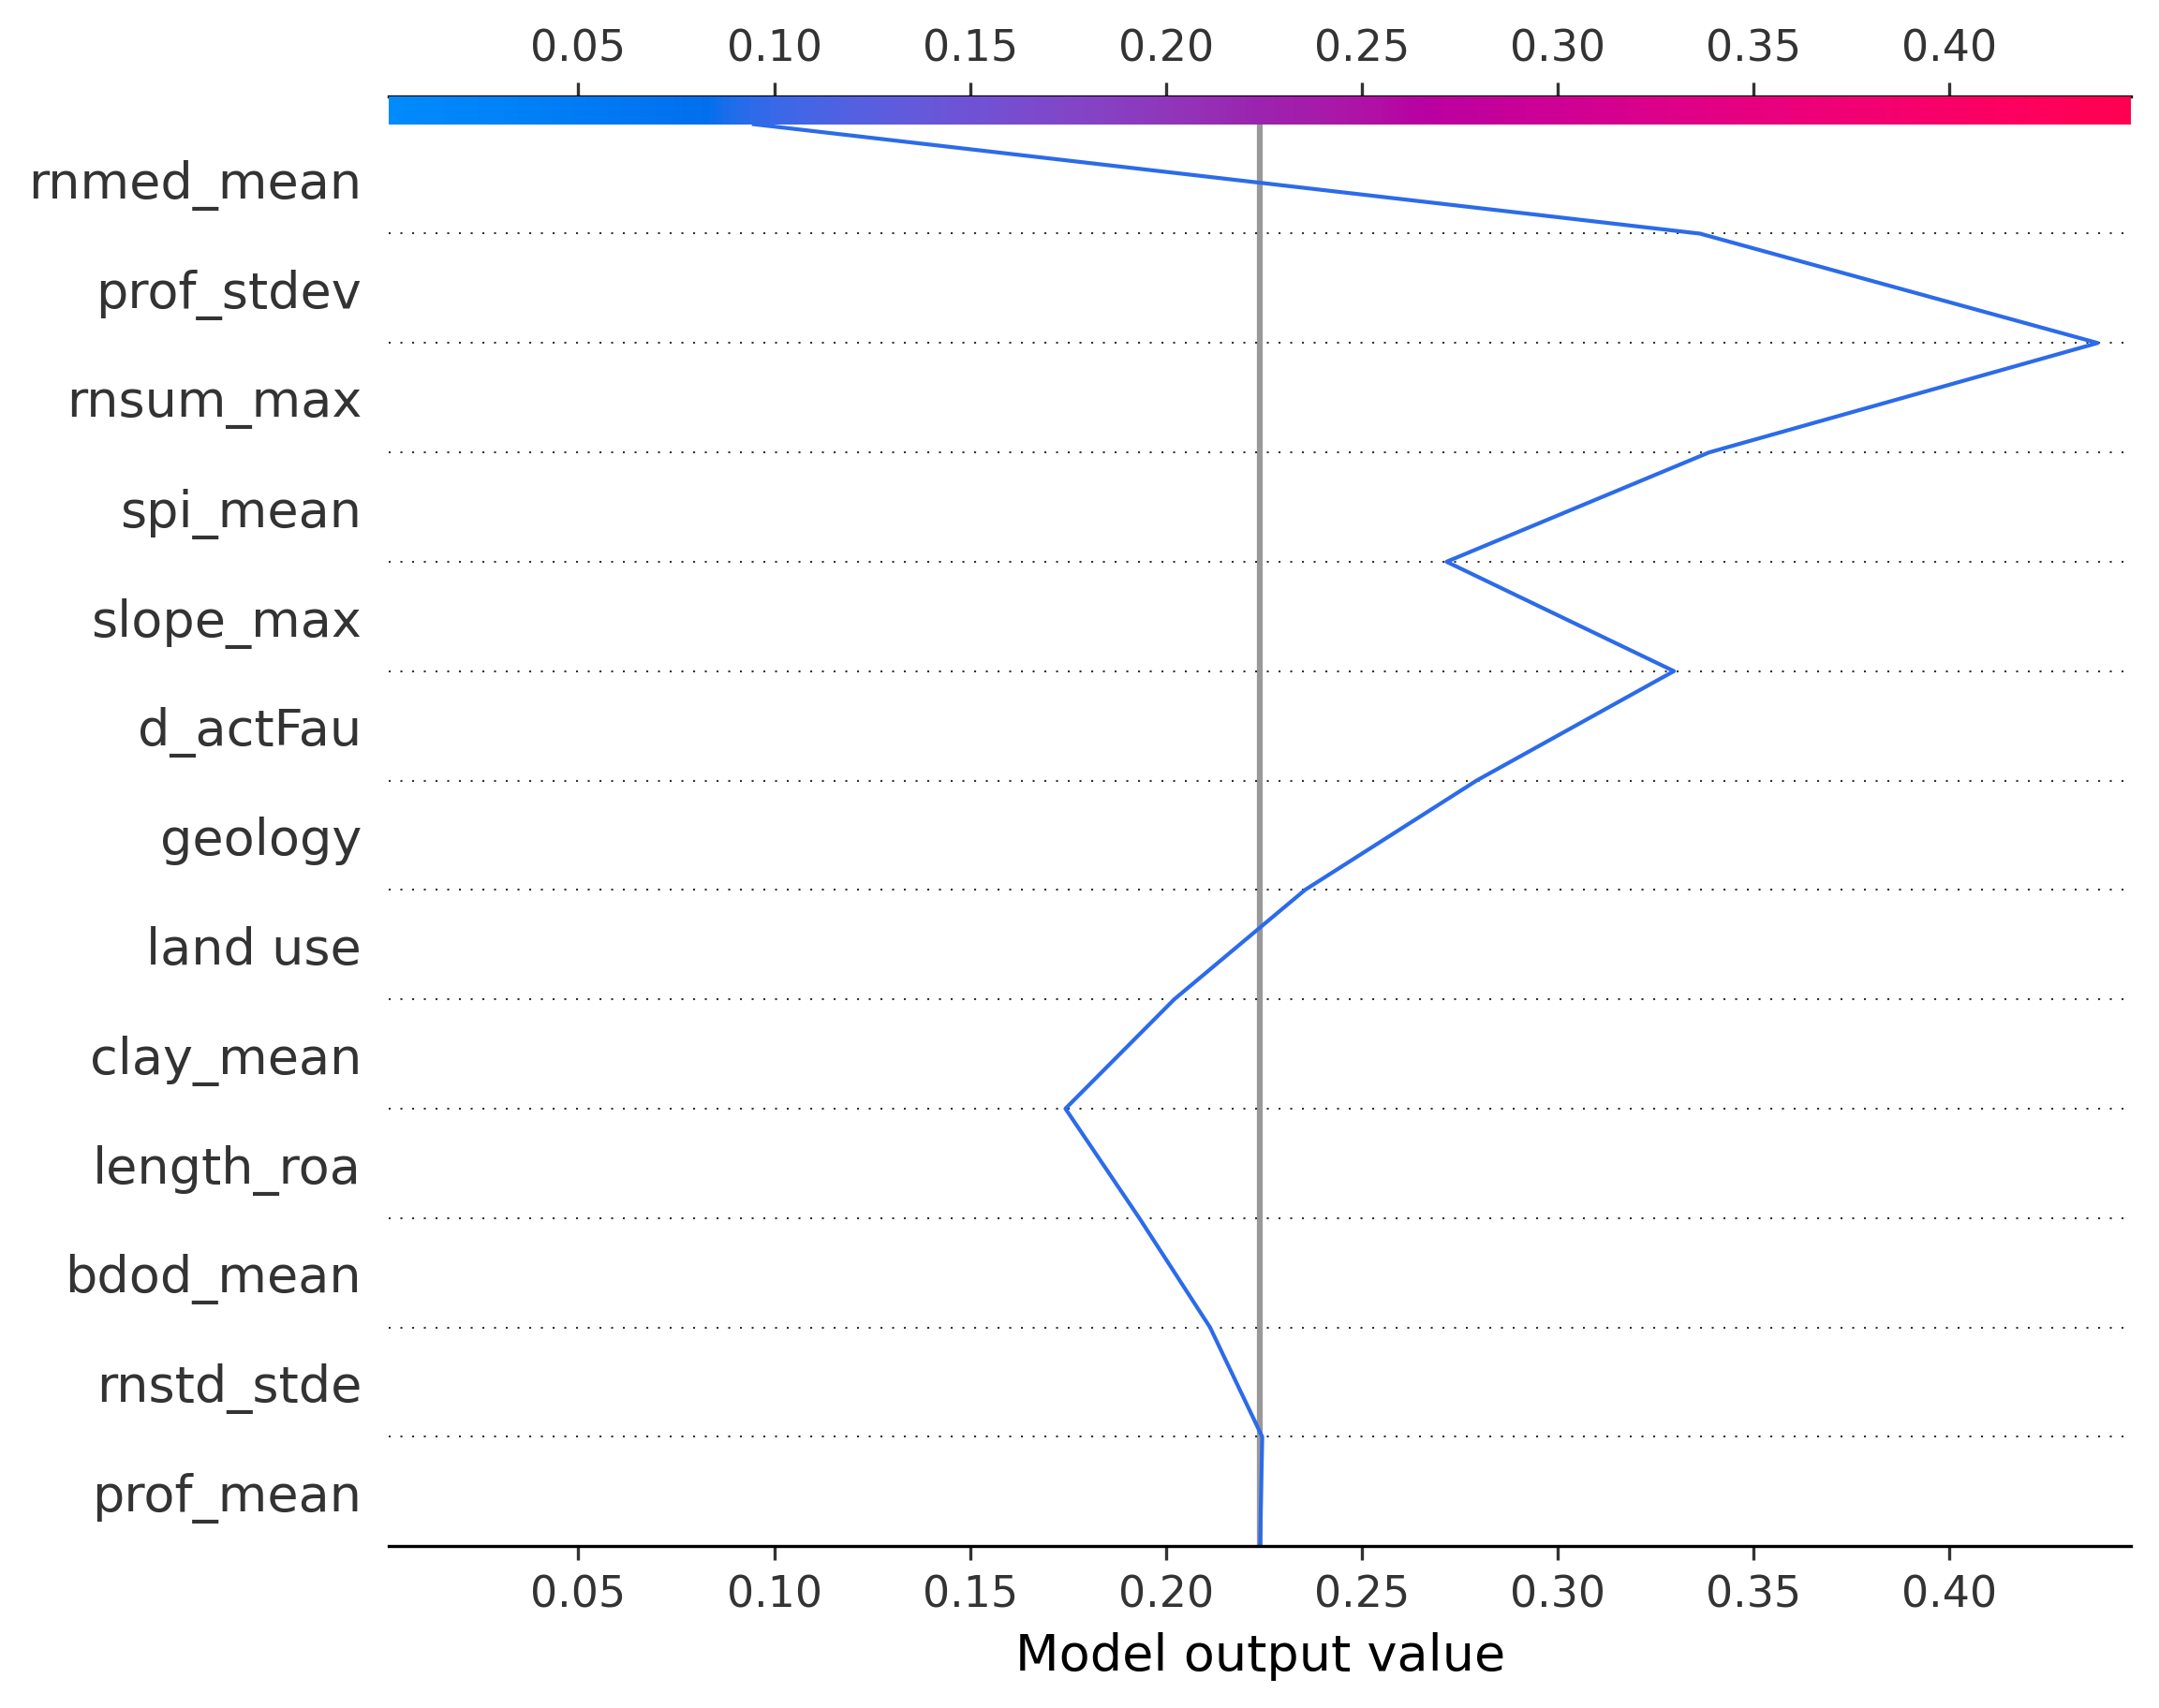 0.05 0.10 0.15 0.20 0.25 0.30 0.35 0.40
rnmed_mean
prof_stdev
rnsum_max
spi_mean
slope_max
d_actFau
geology
land use
clay_mean
length_roa
bdod_mean
rnstd_stde
prof_mean
0.05 0.10 0.15 0.20 0.25 0.30 0.35 0.40
Model output value